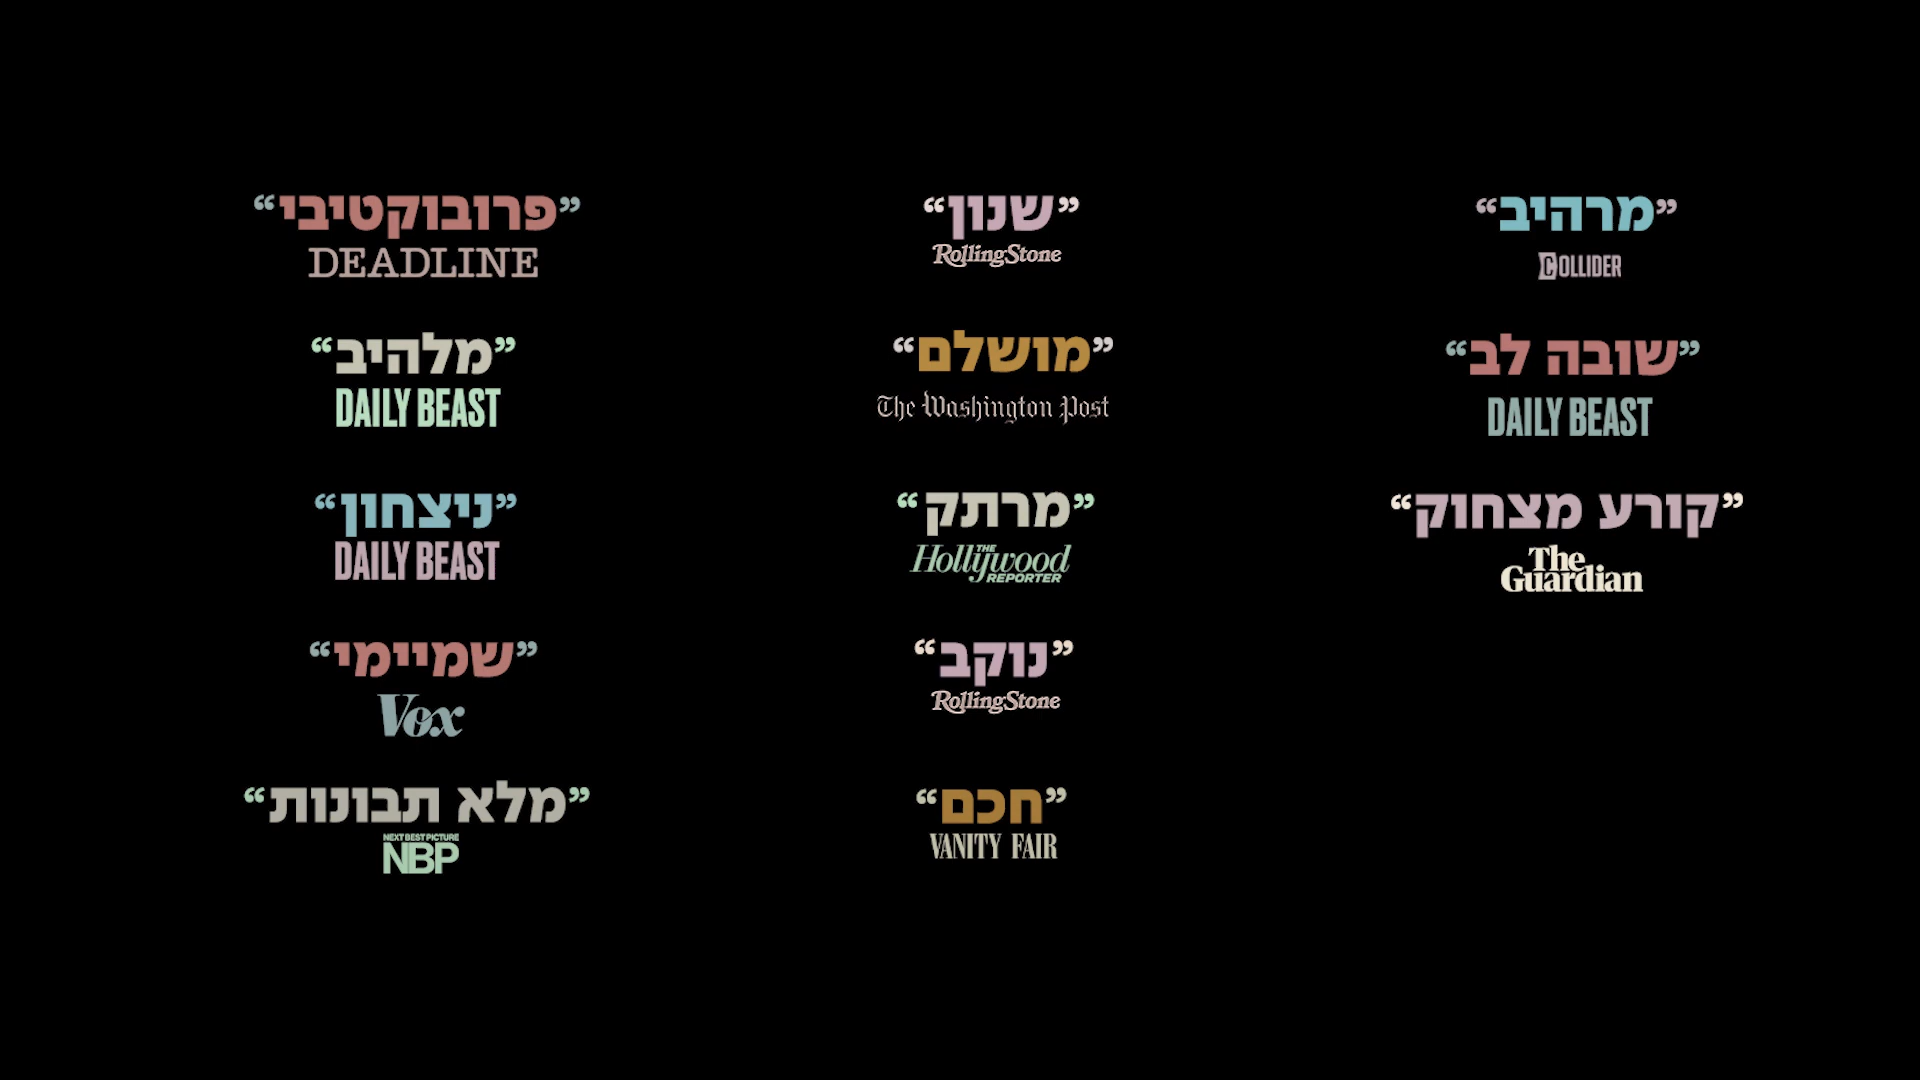 "פרובוקטיבי"
DEADLINE
"שנון"
RollingStone
"מרהיב"
COLLIDER
"מלהיב"
DAILY BEAST
"מושלם"
The Washington Post
"שובה לב"
DAILY BEAST
"ניצחון"
DAILY BEAST
"מרתק"
THE
Hollywood
REPORTER
"קורע מצחוק"
The
Guardian
"שמיימי"
Vox
"נוקב"
RollingStone
"מלא תבונות"
NEXT BEST PICTURE
NBP
"חכם"
VANITY FAIR